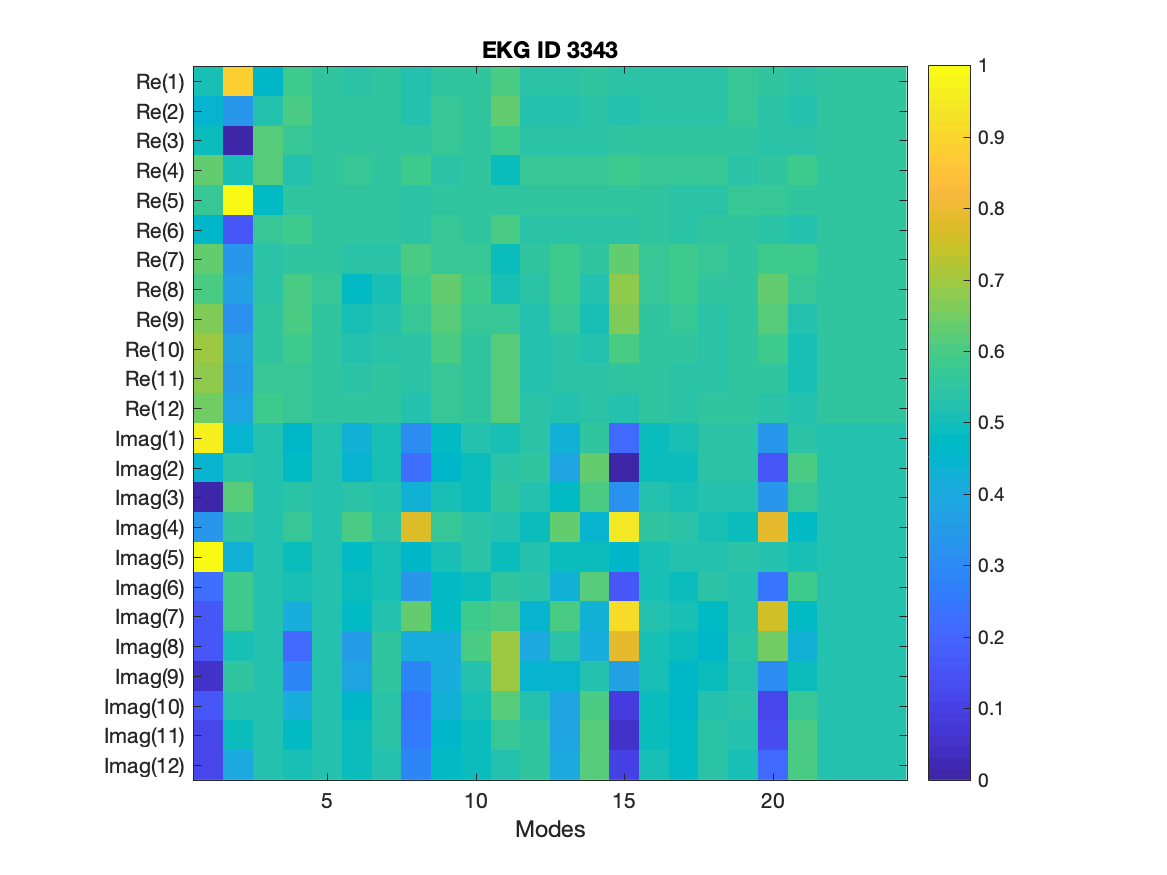 EKG ID 3343
Re(1)
Re(2)
Re(3)
Re(4)
Re(5)
Re(6)
Re(7)
Re(8)
Re(9)
Re(10)
Re(11)
Re(12)
Imag(1)
Imag(2)
Imag(3)
Imag(4)
Imag(5)
Imag(6)
Imag(7)
Imag(8)
Imag(9)
Imag(10)
Imag(11)
Imag(12)
5 10 15 20
Modes
1
0.9
0.8
0.7
0.6
0.5
0.4
0.3
0.2
0.1
0